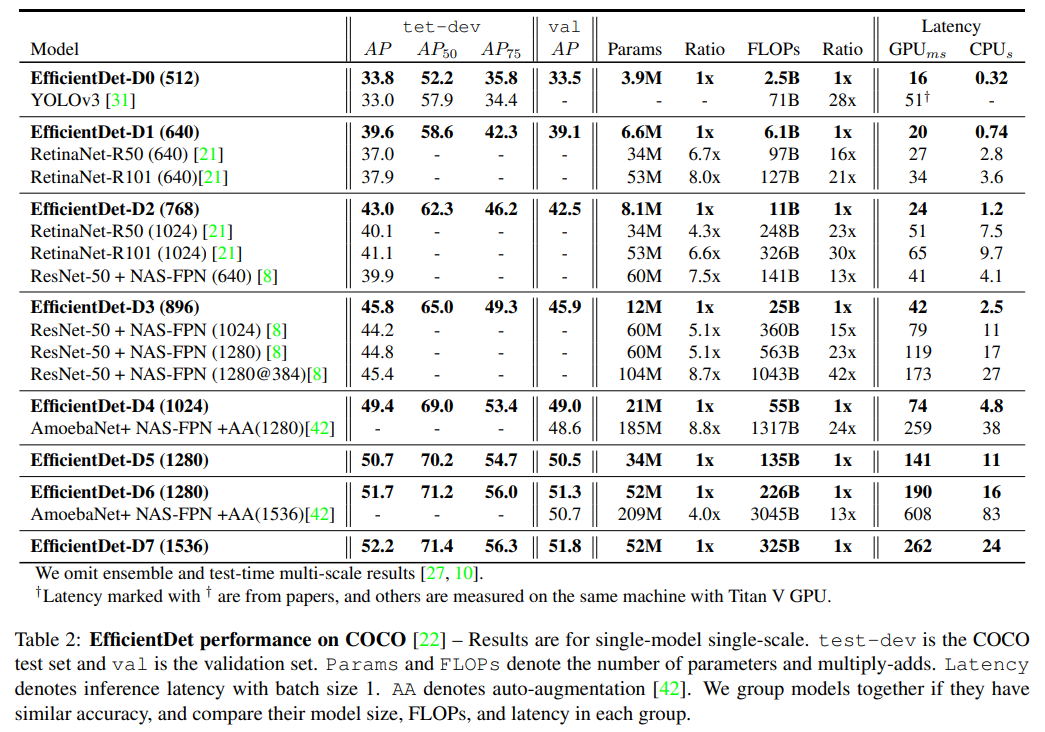 tet-dev val Latency
Model AP AP50 AP75 AP Params Ratio FLOPs Ratio GPUms CPUs
EfficientDet-D0 (512) 33.8 52.2 35.8 33.5 3.9M 1x 2.5B 1x 16 0.32
YOLOv3 [31] 33.0 57.9 34.4 - - - 71B 28x 51† -
EfficientDet-D1 (640) 39.6 58.6 42.3 39.1 6.6M 1x 6.1B 1x 20 0.74
RetinaNet-R50 (640) [21] 37.0 - - - 34M 6.7x 97B 16x 27 2.8
RetinaNet-R101 (640)[21] 37.9 - - - 53M 8.0x 127B 21x 34 3.6
EfficientDet-D2 (768) 43.0 62.3 46.2 42.5 8.1M 1x 11B 1x 24 1.2
RetinaNet-R50 (1024) [21] 40.1 - - - 34M 4.3x 248B 23x 51 7.5
RetinaNet-R101 (1024) [21] 41.1 - - - 53M 6.6x 326B 30x 65 9.7
ResNet-50 + NAS-FPN (640) [8] 39.9 - - - 60M 7.5x 141B 13x 41 4.1
EfficientDet-D3 (896) 45.8 65.0 49.3 45.9 12M 1x 25B 1x 42 2.5
ResNet-50 + NAS-FPN (1024) [8] 44.2 - - - 60M 5.1x 360B 15x 79 11
ResNet-50 + NAS-FPN (1280) [8] 44.8 - - - 60M 5.1x 563B 23x 119 17
ResNet-50 + NAS-FPN (1280@384)[8] 45.4 - - - 104M 8.7x 1043B 42x 173 27
EfficientDet-D4 (1024) 49.4 69.0 53.4 49.0 21M 1x 55B 1x 74 4.8
AmoebaNet+ NAS-FPN +AA(1280)[42] - - - 48.6 185M 8.8x 1317B 24x 259 38
EfficientDet-D5 (1280) 50.7 70.2 54.7 50.5 34M 1x 135B 1x 141 11
EfficientDet-D6 (1280) 51.7 71.2 56.0 51.3 52M 1x 226B 1x 190 16
AmoebaNet+ NAS-FPN +AA(1536)[42] - - - 50.7 209M 4.0x 3045B 13x 608 83
EfficientDet-D7 (1536) 52.2 71.4 56.3 51.8 52M 1x 325B 1x 262 24
We omit ensemble and test-time multi-scale results [27, 10].
†Latency marked with † are from papers, and others are measured on the same machine with Titan V GPU.
Table 2: EfficientDet performance on COCO [22] – Results are for single-model single-scale. test-dev is the COCO
test set and val is the validation set. Params and FLOPs denote the number of parameters and multiply-adds. Latency
denotes inference latency with batch size 1. AA denotes auto-augmentation [42]. We group models together if they have
similar accuracy, and compare their model size, FLOPs, and latency in each group.